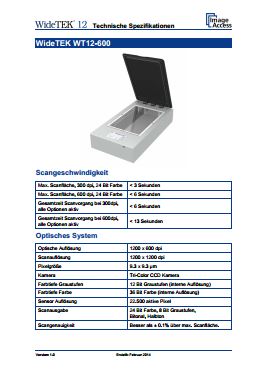 WideTEK® 12 Technische Spezifikationen
Image Access
WideTEK WT12-600
Scangeschwindigkeit
Max. Scanfläche, 300 dpi, 24 Bit Farbe < 3 Sekunden
Max. Scanfläche, 600 dpi, 24 Bit Farbe < 6 Sekunden
Gesamtzeit Scanvorgang bei 300dpi, alle Optionen aktiv < 6 Sekunden
Gesamtzeit Scanvorgang bei 600dpi, alle Optionen aktiv < 13 Sekunden
Optisches System
Optische Auflösung 1200 x 600 dpi
Scanauflösung 1200 x 1200 dpi
Pixelgröße 9.3 x 9.3 µm
Kamera Tri-Color CCD Kamera
Farbtiefe Graustufen 12 Bit Graustufen (interne Auflösung)
Farbtiefe Farbe 36 Bit Farbe (interne Auflösung)
Sensor Auflösung 22.500 aktive Pixel
Scanausgabe 24 Bit Farbe, 8 Bit Graustufen, Bitonal, Halbton
Scangenauigkeit Besser als ± 0.1% über max. Scanfläche.
Version 1.0 Erstellt: Februar 2014